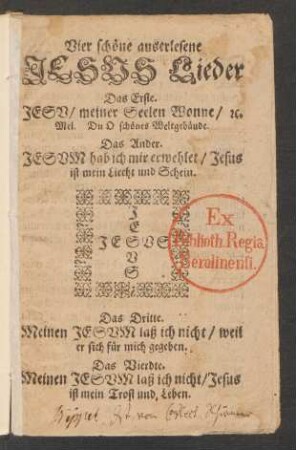 Vier schöne auserlesene
JESVS Lieder
Das Erste.
JESV / meiner Seelen Wonne / ꝛc.
Mel. Du O schönes Weltgebäude.
Das Ander.
JESVM hab ich mir erwehlet / Jesus
ist mein Liecht und Schein.
J
E
JESVS
V
S
Ex
Biblioth. Regia
Berolinensi.
Das Dritte.
Meinen JESVM laß ich nicht / weil
er sich für mich gegeben.
Das Vierdte.
Meinen JESVM laß ich nicht / Jesus
ist mein Trost und Leben.